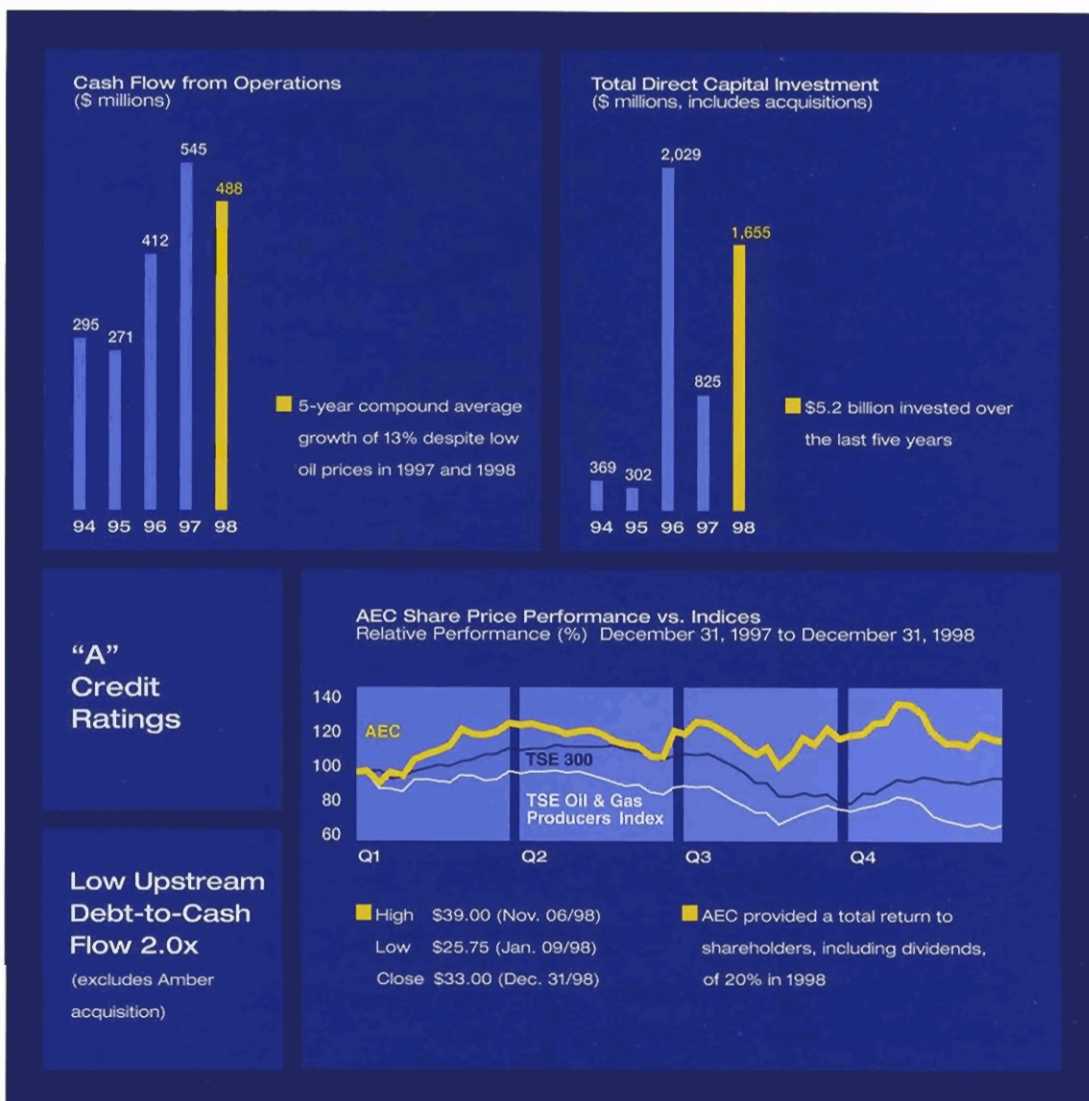 Cash Flow from Operations
($ millions)
545
488
412
295
271
94 95 96 97 98
5-year compound average
growth of 13% despite low
oil prices in 1997 and 1998
Total Direct Capital Investment
($ millions, includes acquisitions)
2,029
1,655
825
369
302
94 95 96 97 98
$5.2 billion invested over
the last five years
“A”
Credit
Ratings
Low Upstream
Debt-to-Cash
Flow 2.0x
(excludes Amber
acquisition)
AEC Share Price Performance vs. Indices
Relative Performance (%) December 31, 1997 to December 31, 1998
140
120
100
80
60
AEC
TSE 300
TSE Oil & Gas
Producers Index
Q1 Q2 Q3 Q4
High $39.00 (Nov. 06/98)
Low $25.75 (Jan. 09/98)
Close $33.00 (Dec. 31/98)
AEC provided a total return to
shareholders, including dividends,
of 20% in 1998